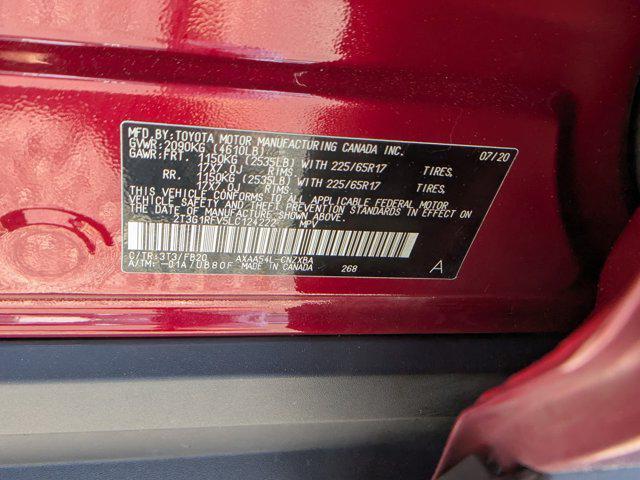 MFD.BY:TOYOTA MOTOR MANUFACTURING CANADA INC.
GVWR:2090KG (4610LB) 07/20
GAWR:FRT. 1150KG (2535LB) WITH 225/65R17 TIRES,
17X7.0J RIMS
RR. 1150KG (2535LB) WITH 225/65R17 TIRES,
17X7.0J RIMS
THIS VEHICLE CONFORMS TO ALL APPLICABLE FEDERAL MOTOR
VEHICLE SAFETY AND THEFT PREVENTION STANDARDS IN EFFECT ON
THE DATE OF MANUFACTURE SHOWN ABOVE.
2T3G1RFV5LC124222 MPV
C/TR:3T3/FB20 AXAA54L-CNZXBA
A/TM:-01A/UB80F MADE IN CANADA 268 A